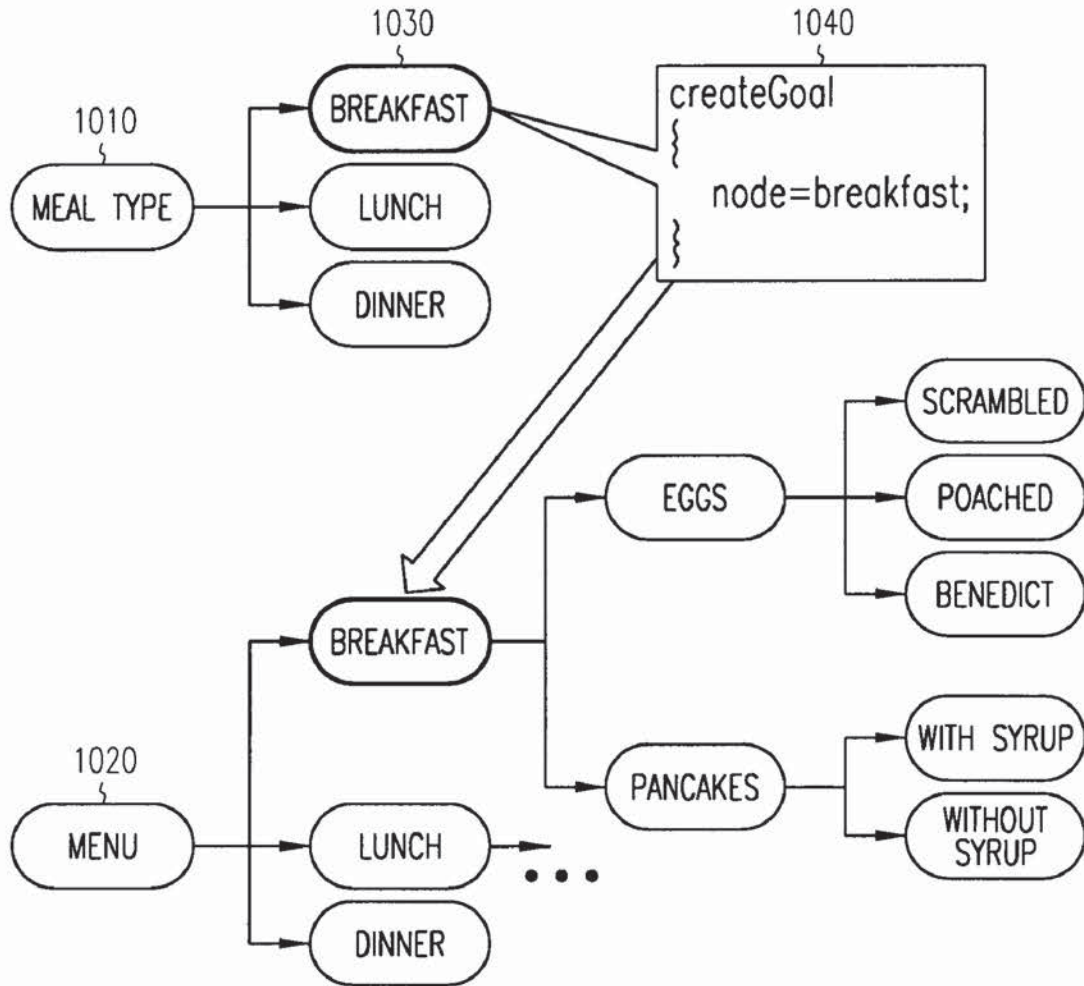 1030
1040
1010
BREAKFAST
createGoal
{
node=breakfast;
}
MEAL TYPE
LUNCH
DINNER
SCRAMBLED
EGGS
POACHED
BENEDICT
BREAKFAST
1020
WITH SYRUP
PANCAKES
MENU
LUNCH
• • •
WITHOUT
SYRUP
DINNER